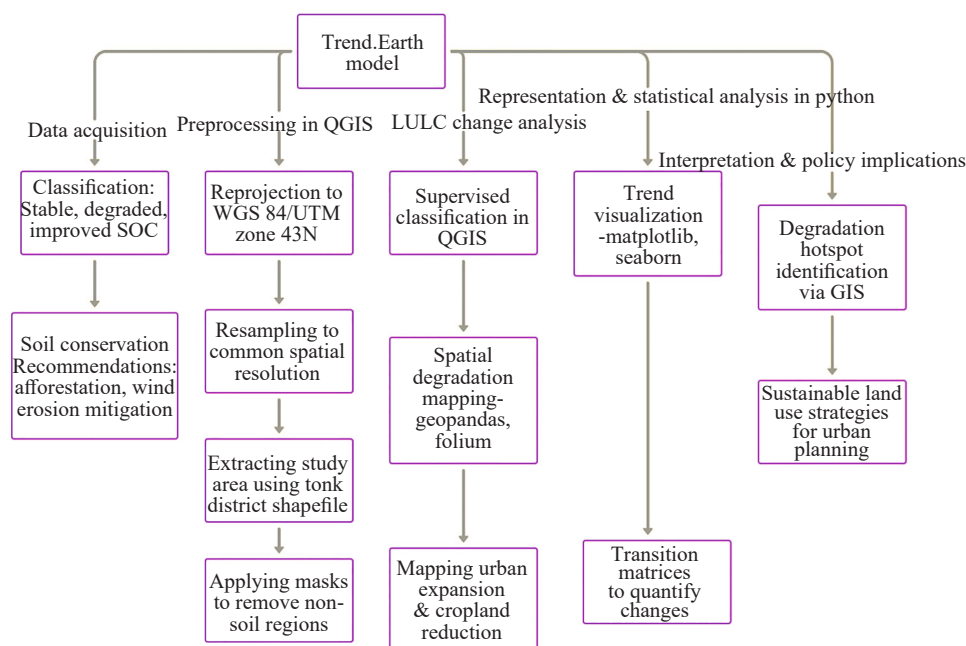 Trend.Earth
model
Data acquisition
Classification:
Stable, degraded,
improved SOC
Soil conservation
Recommendations:
afforestation, wind
erosion mitigation
Preprocessing in QGIS
Reprojection to
WGS 84/UTM
zone 43N
Resampling to
common spatial
resolution
Extracting study
area using tonk
district shapefile
Applying masks
to remove non-
soil regions
LULC change analysis
Supervised
classification in
QGIS
Spatial
degradation
mapping-
geopandas,
folium
Mapping urban
expansion
& cropland
reduction
Representation & statistical analysis in python
Trend
visualization
-matplotlib,
seaborn
Transition
matrices
to quantify
changes
Interpretation & policy implications
Degradation
hotspot
identification
via GIS
Sustainable land
use strategies
for urban
planning